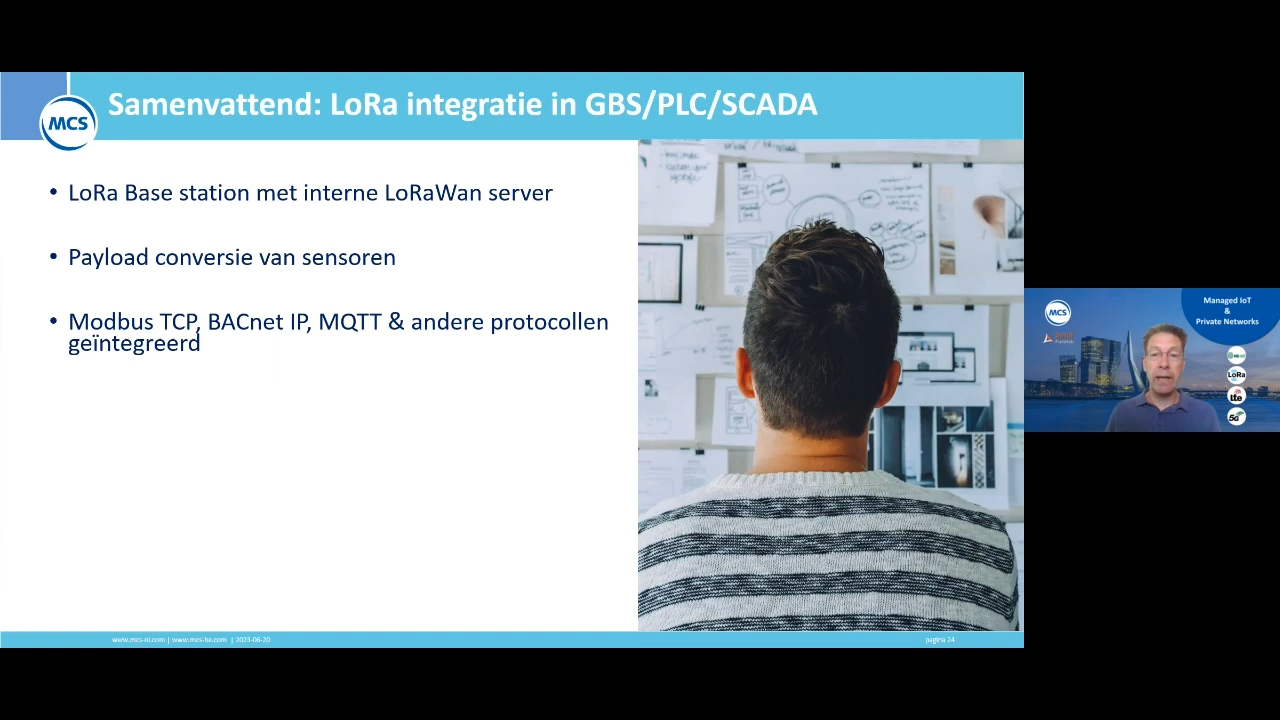 Samenvattend: LoRa integratie in GBS/PLC/SCADA
MCS
• LoRa Base station met interne LoRaWan server
• Payload conversie van sensoren
• Modbus TCP, BACnet IP, MQTT & andere protocollen
geïntegreerd
www.mcs-nl.com | www.mcs-be.com | 2023-06-20
pagina 24
Managed IoT
&
Private Networks
MCS
LoRa
lte
5G